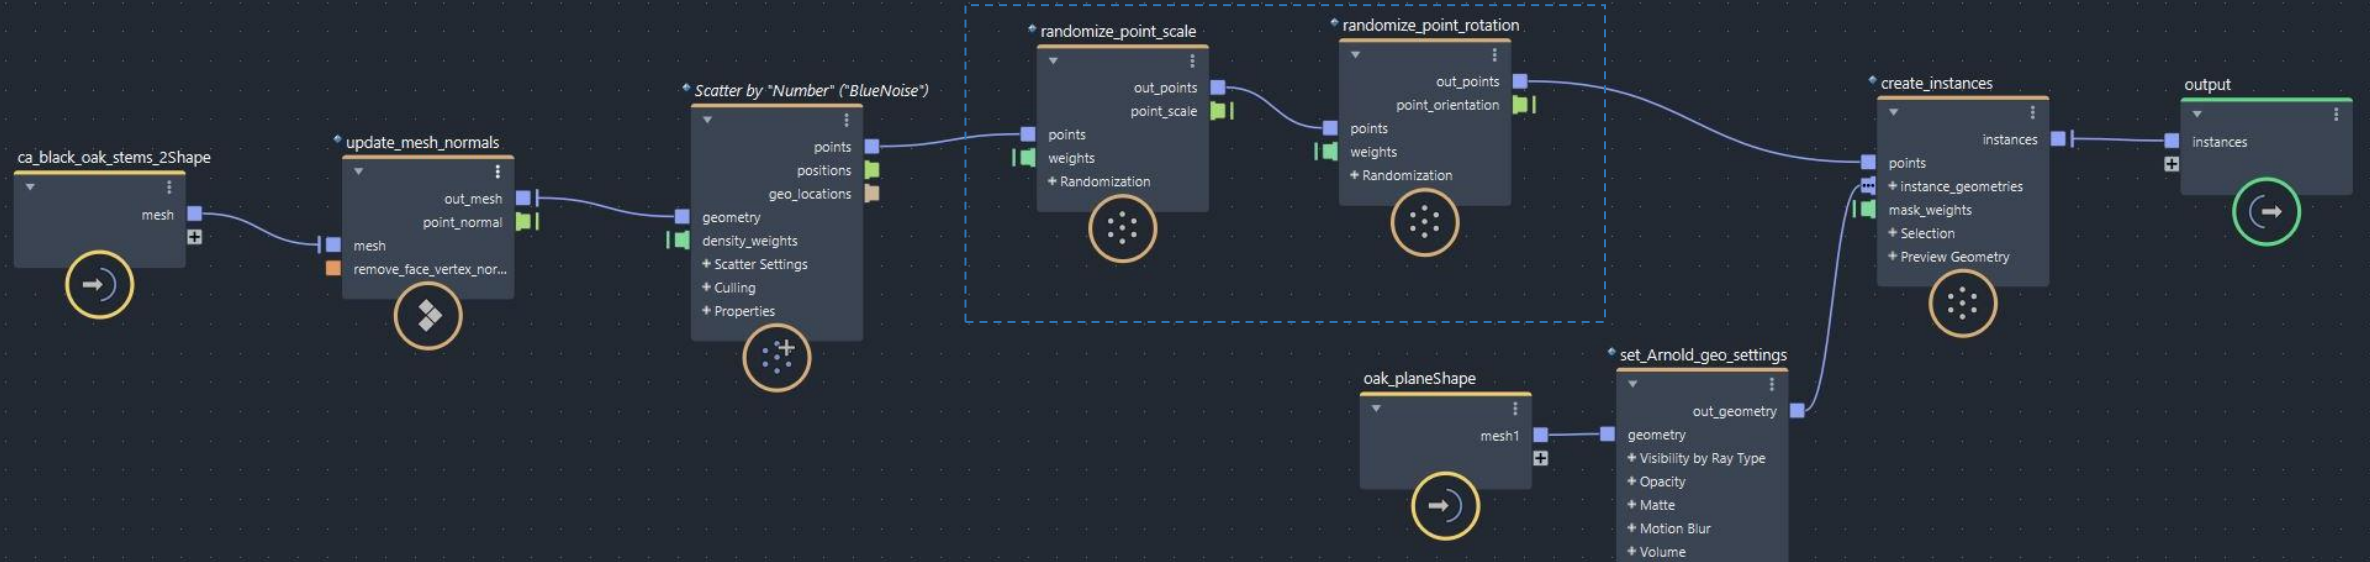 ca_black_oak_stems_2Shape
mesh
update_mesh_normals
out_mesh
point_normal
mesh
remove_face_vertex_nor...
Scatter by "Number" ("BlueNoise")
points
positions
geo_locations
geometry
density_weights
+ Scatter Settings
+ Culling
+ Properties
randomize_point_scale
out_points
point_scale
points
weights
+ Randomization
randomize_point_rotation
out_points
point_orientation
points
weights
+ Randomization
oak_planeShape
mesh1
set_Arnold_geo_settings
out_geometry
geometry
+ Visibility by Ray Type
+ Opacity
+ Matte
+ Motion Blur
+ Volume
create_instances
instances
points
+ instance_geometries
mask_weights
+ Selection
+ Preview Geometry
output
instances